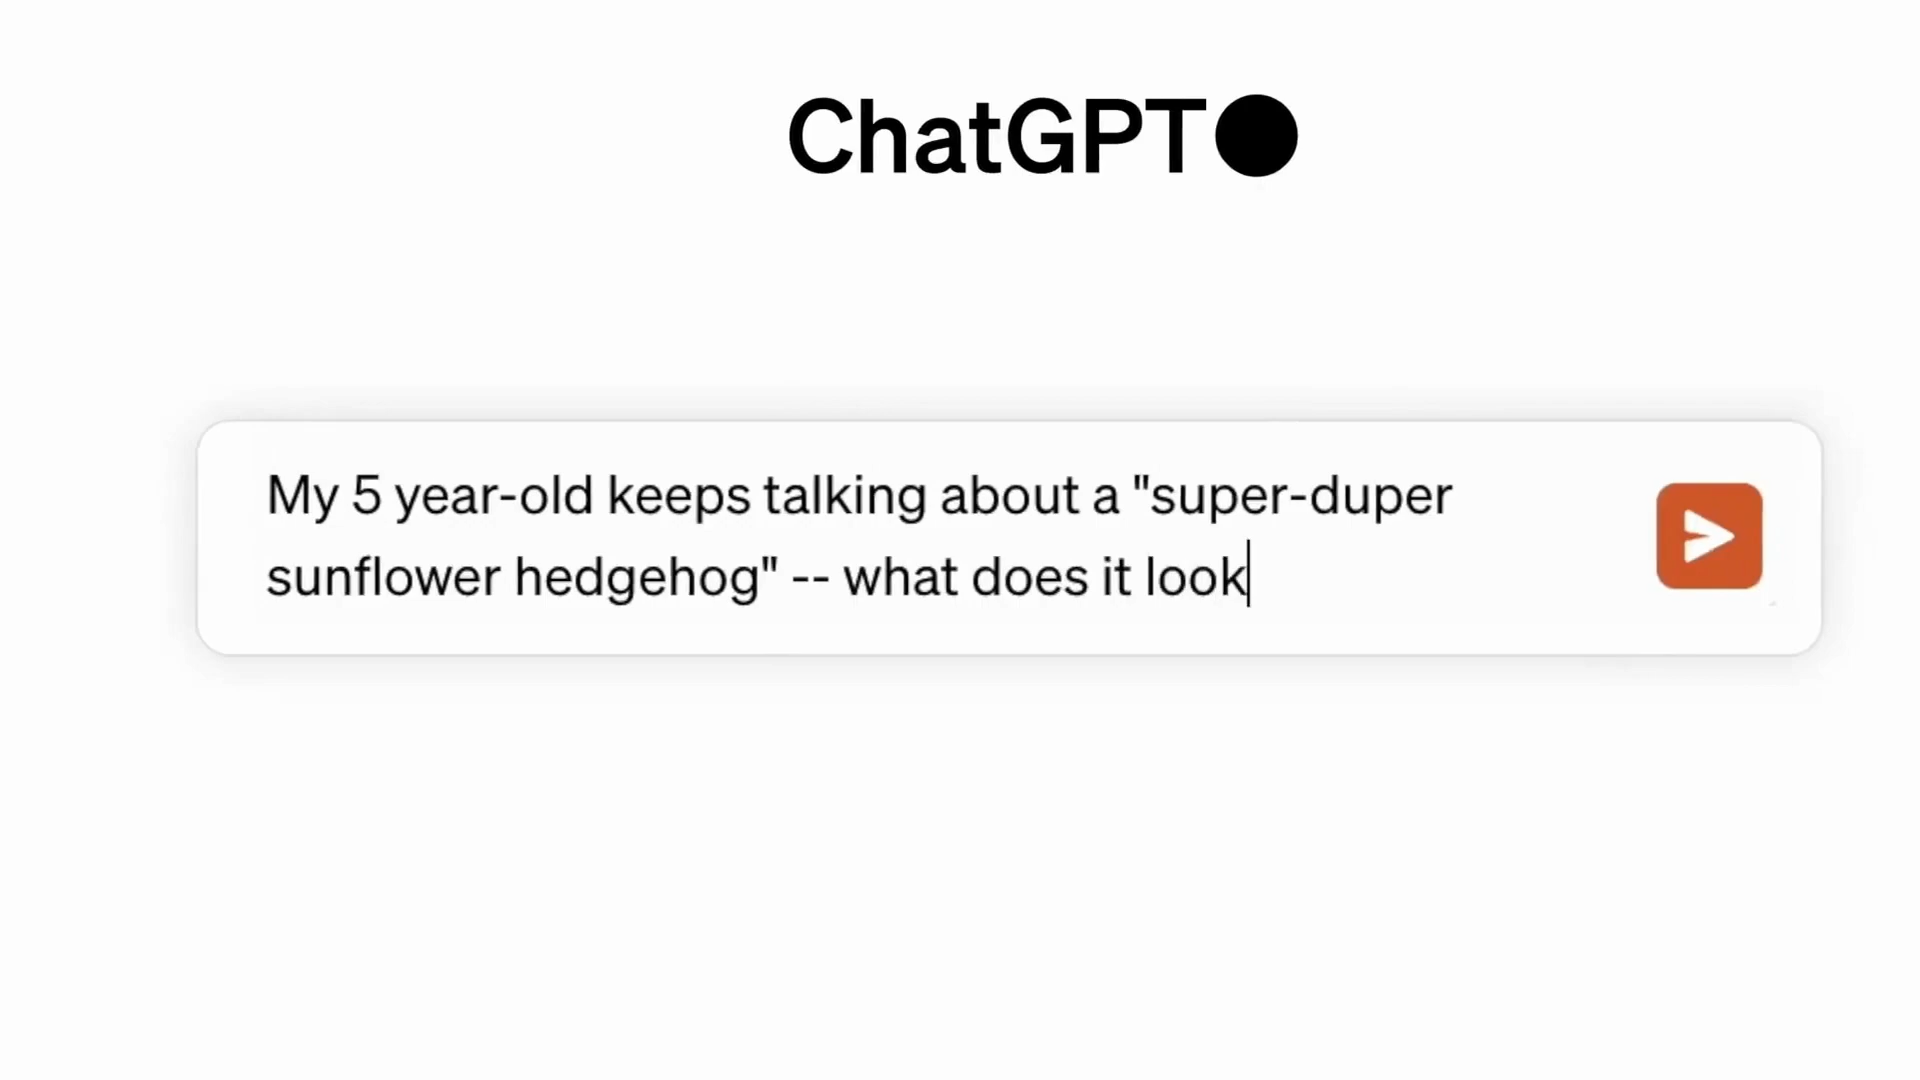 ChatGPT
My 5 year-old keeps talking about a "super-duper
sunflower hedgehog" -- what does it look